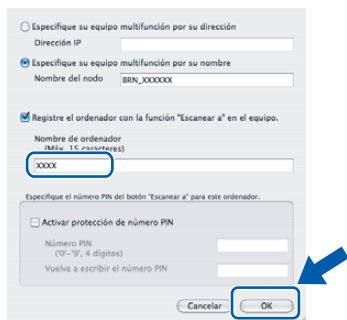 Especifique su equipo multifunción por su dirección
Dirección IP
Especifique su equipo multifunción por su nombre
Nombre del nodo
BRN_XXXXXX
Registre el ordenador con la función "Escanear a" en el equipo.
Nombre de ordenador
(Máx. 15 caracteres)
XXXX
Especifique el número PIN del botón "Escanear a" para este ordenador.
Activar protección de número PIN
Número PIN
('0'-'9', 4 dígitos)
Vuelva a escribir el número PIN
Cancelar OK